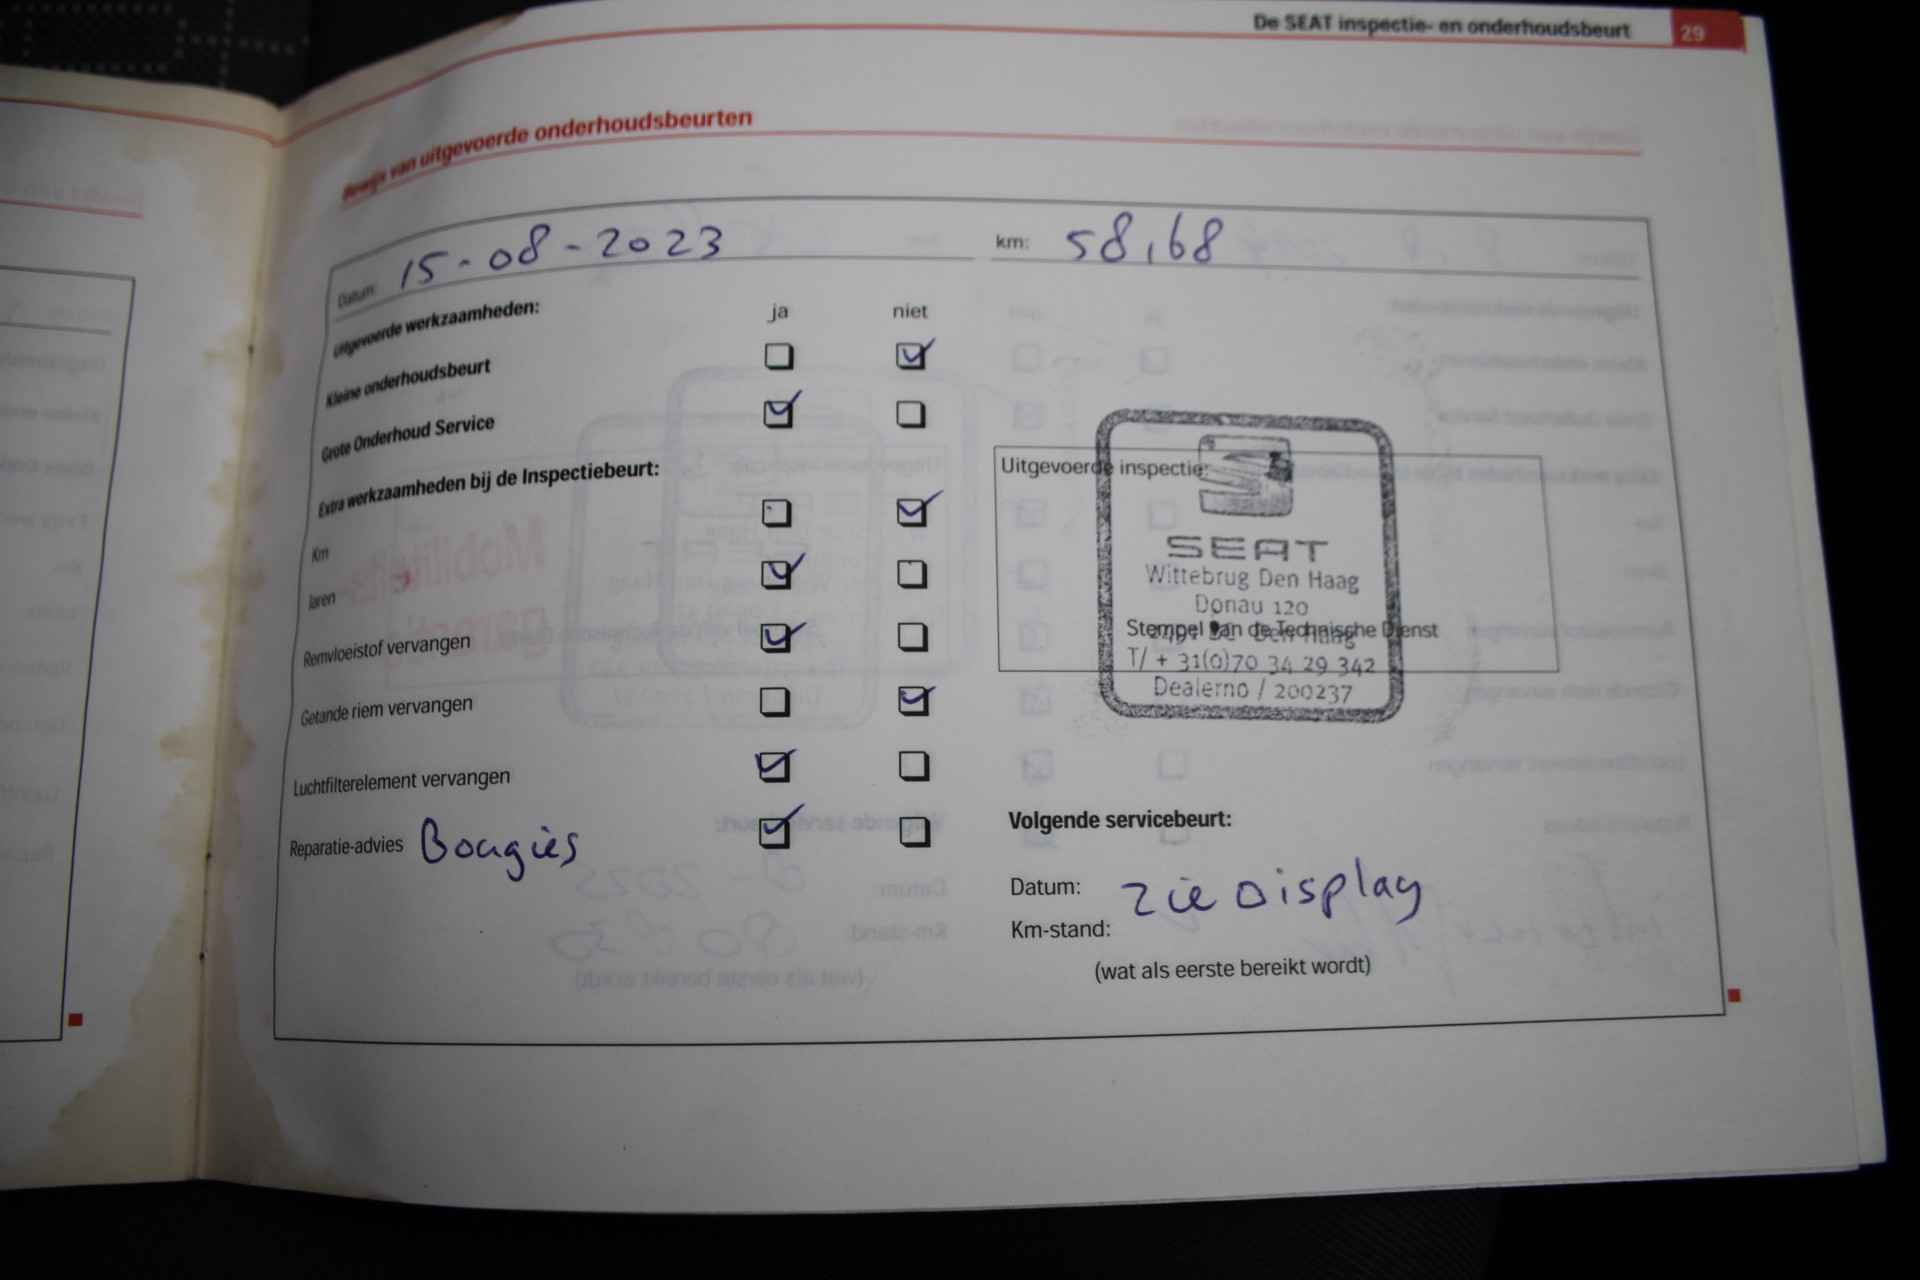 De SEAT inspectie- en onderhoudsbeurt 29
Bewijs van uitgevoerde onderhoudsbeurten
Datum: 15-08-2023 km: 58,68
Uitgevoerde werkzaamheden: ja niet
Kleine onderhoudsbeurt
Grote Onderhoud Service
Extra werkzaamheden bij de Inspectiebeurt:
Km
Jaren
Remvloeistof vervangen
Getande riem vervangen
Luchtfilterelement vervangen
Reparatie-advies Bougies
Uitgevoerde inspectie:
SEAT
Wittebrug Den Haag
Donau 120
Den Haag
Stempel van de Technische Dienst
T/ + 31(0)70 34 29 342
Dealerno / 200237
Volgende servicebeurt:
Datum: zie Display
Km-stand:
(wat als eerste bereikt wordt)